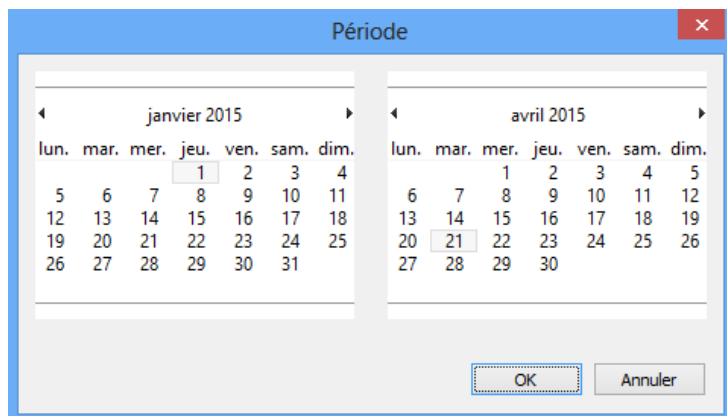 Période
janvier 2015
lun. mar. mer. jeu. ven. sam. dim.
1 2 3 4
5 6 7 8 9 10 11
12 13 14 15 16 17 18
19 20 21 22 23 24 25
26 27 28 29 30 31
avril 2015
lun. mar. mer. jeu. ven. sam. dim.
1 2 3 4 5
6 7 8 9 10 11 12
13 14 15 16 17 18 19
20 21 22 23 24 25 26
27 28 29 30
OK Annuler